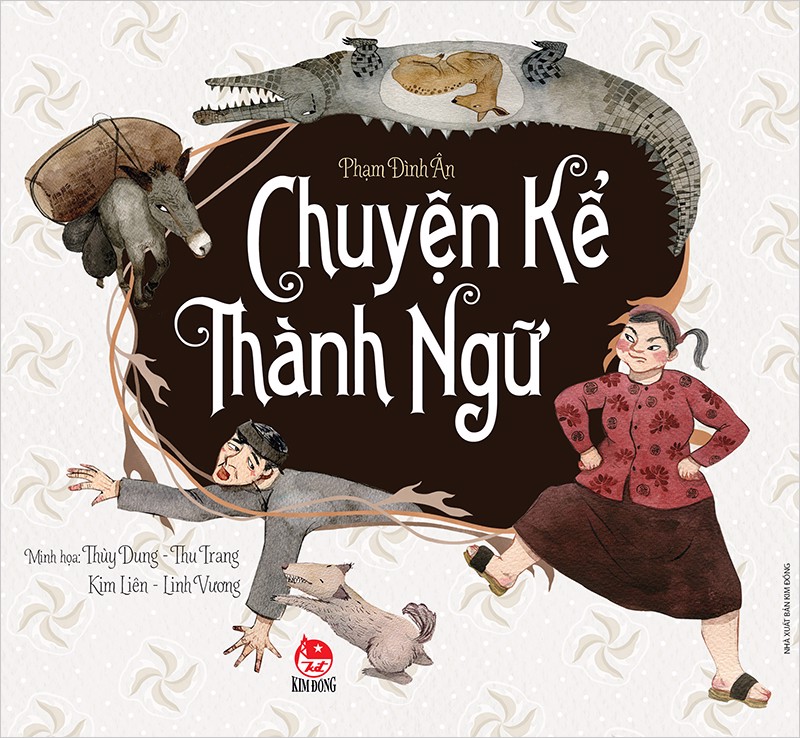 Phạm Đình Ân
Chuyện Kể
Thành Ngữ
Minh họa: Thùy Dung - Thu Trang
Kim Liên - Linh Vương
KIM ĐỒNG
NHÀ XUẤT BẢN KIM ĐỒNG